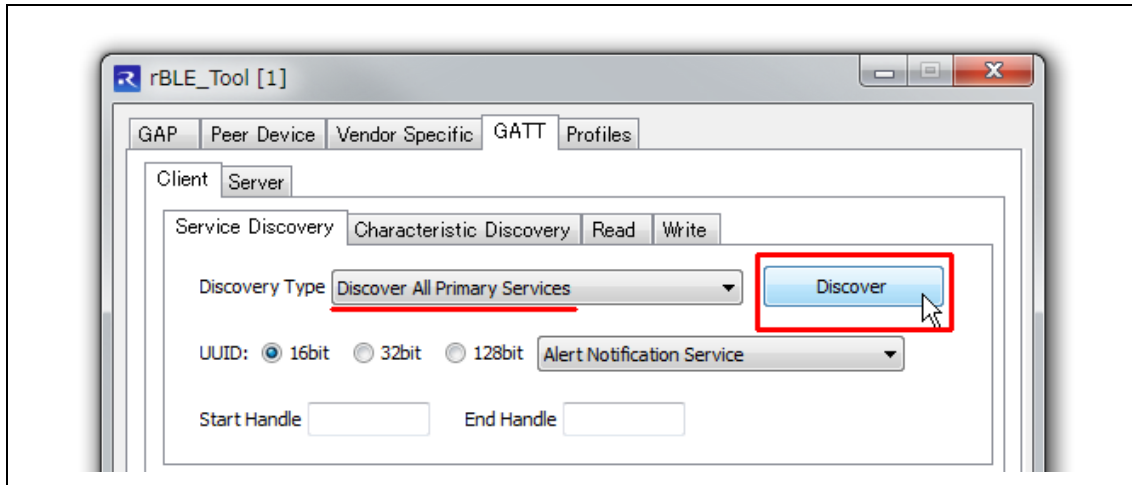 rBLE_Tool [1]
GAP Peer Device Vendor Specific GATT Profiles
Client Server
Service Discovery Characteristic Discovery Read Write
Discovery Type Discover All Primary Services Discover
UUID: 16bit 32bit 128bit Alert Notification Service
Start Handle End Handle